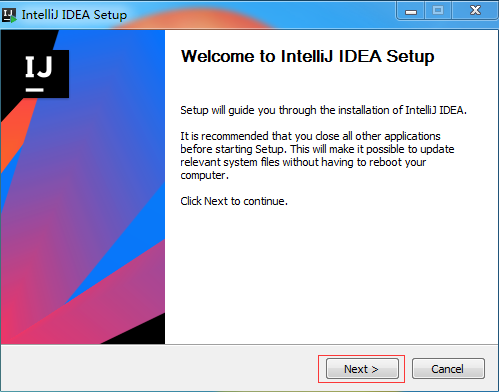 IntelliJ IDEA Setup
IJ
Welcome to IntelliJ IDEA Setup
Setup will guide you through the installation of IntelliJ IDEA.
It is recommended that you close all other applications
before starting Setup. This will make it possible to update
relevant system files without having to reboot your
computer.
Click Next to continue.
Next >
Cancel